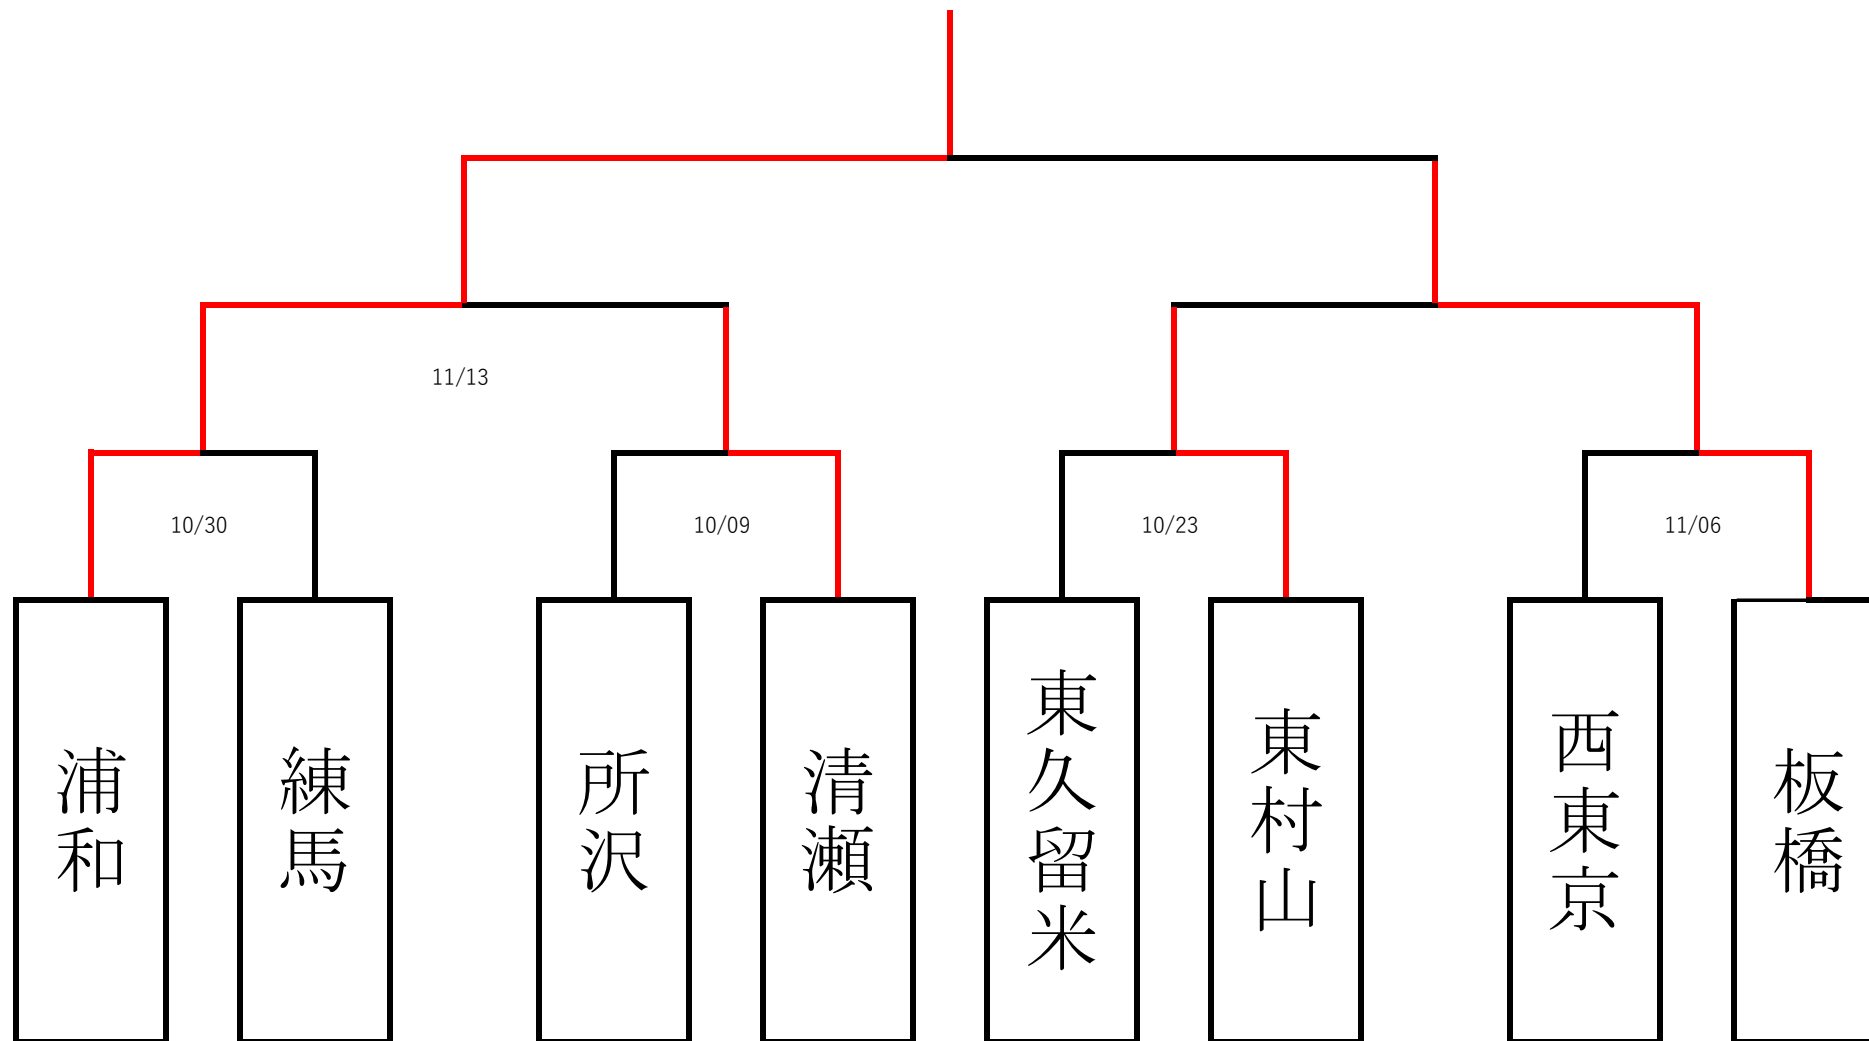 11/13
10/30
10/09
10/23
11/06
浦和
練馬
所沢
清瀬
東久留米
東村山
西東京
板橋